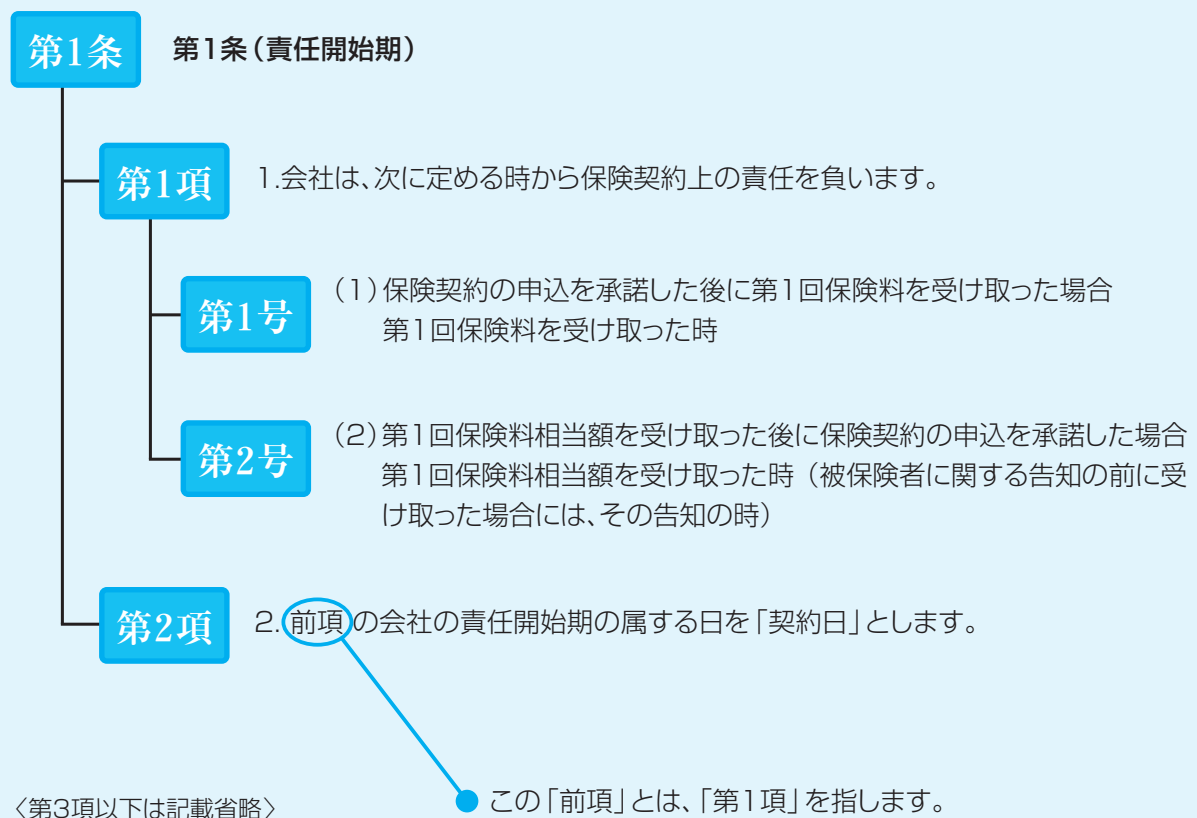 第1条 第1条(責任開始期)
第1項 1.会社は、次に定める時から保険契約上の責任を負います。
第1号 (1)保険契約の申込を承諾した後に第1回保険料を受け取った場合
第1回保険料を受け取った時
第2号 (2)第1回保険料相当額を受け取った後に保険契約の申込を承諾した場合
第1回保険料相当額を受け取った時(被保険者に関する告知の前に受
け取った場合には、その告知の時)
第2項 2.前項の会社の責任開始期の属する日を「契約日」とします。
この「前項」とは、「第1項」を指します。
〈第3項以下は記載省略〉